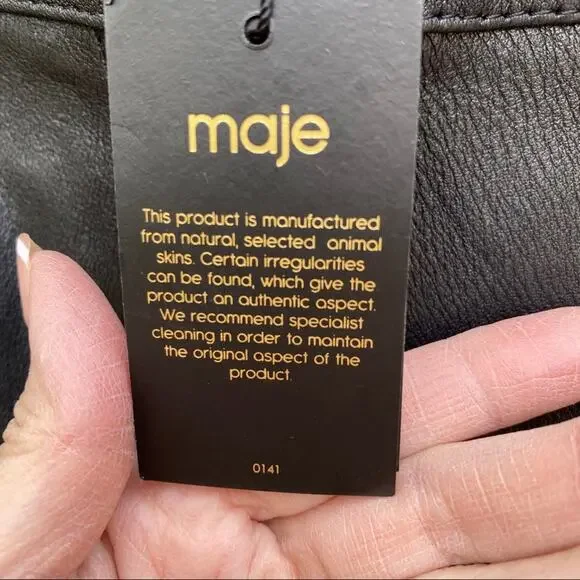 maje
This product is manufactured
from natural, selected animal
skins. Certain irregularities
can be found, which give the
product an authentic aspect.
We recommend specialist
cleaning in order to maintain
the original aspect of the
product.
0141